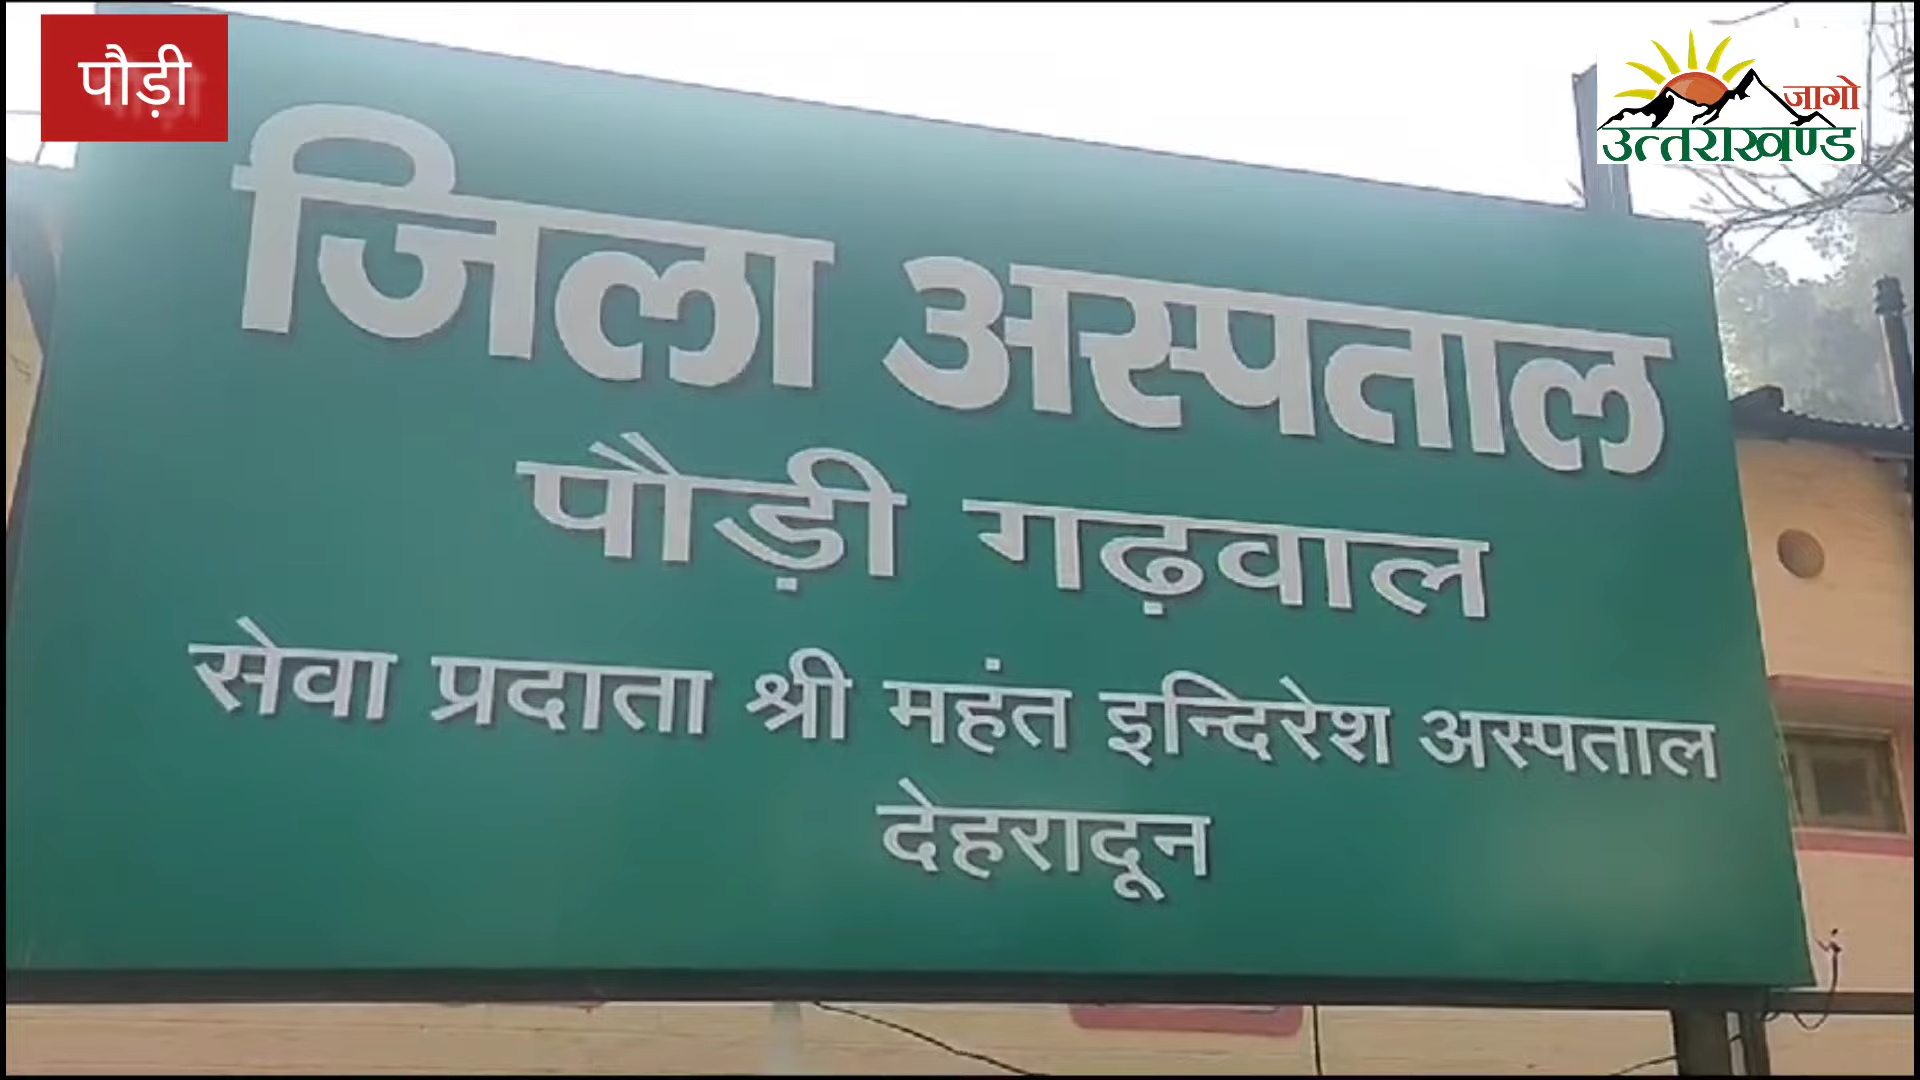 पौड़ी
जागो
उत्तराखण्ड
जिला अस्पताल
पौड़ी गढ़वाल
सेवा प्रदाता श्री महंत इन्दिरेश अस्पताल
देहरादून